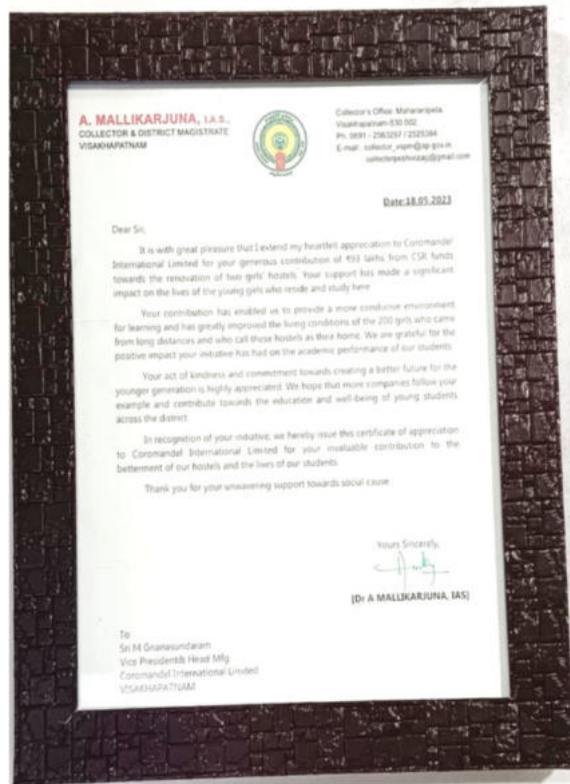 A. MALLIKARJUNA, I.A.S.,
COLLECTOR & DISTRICT MAGISTRATE
VISAKHAPATNAM
Collector's Office, Maharanipeta,
Visakhapatnam-530 002
Ph. 0891 - 2563257 / 2525384
E-mail : collector_vspm@ap.gov.in
Date:18.05.2023
Dear Sir,
It is with great pleasure that I extend my heartfelt appreciation to Coromandel
International Limited for your generous contribution of ₹93 lakhs from CSR funds
towards the renovation of two girls' hostels. Your support has made a significant
impact on the lives of the young girls who reside and study here.
Your contribution has enabled us to provide a more conducive environment
for learning and has greatly improved the living conditions of the 200 girls who came
from long distances and who call these hostels as their home. We are grateful for the
positive impact your initiative has had on the academic performance of our students.
Your act of kindness and commitment towards creating a better future for the
younger generation is highly appreciated. We hope that more companies follow your
example and contribute towards the education and well-being of young students
across the district.
In recognition of your initiative, we hereby issue this certificate of appreciation
to Coromandel International Limited for your invaluable contribution to the
betterment of our hostels and the lives of our students.
Thank you for your unwavering support towards social cause.
Yours Sincerely,
(Dr A MALLIKARJUNA, IAS)
To
Sri M Gnanasundaram
Vice President& Head Mfg
Coromandel International Limited
VISAKHAPATNAM